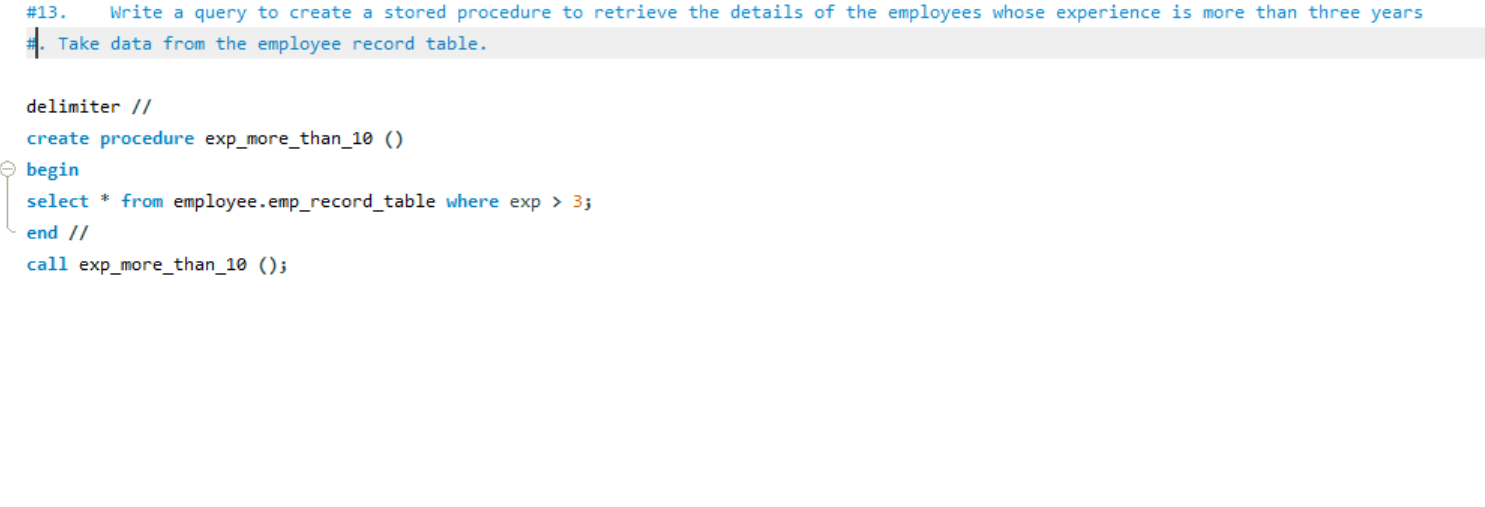 #13.    Write a query to create a stored procedure to retrieve the details of the employees whose experience is more than three years
#. Take data from the employee record table.
delimiter //
create procedure exp_more_than_10 ()
begin
select * from employee.emp_record_table where exp > 3;
end //
call exp_more_than_10 ();